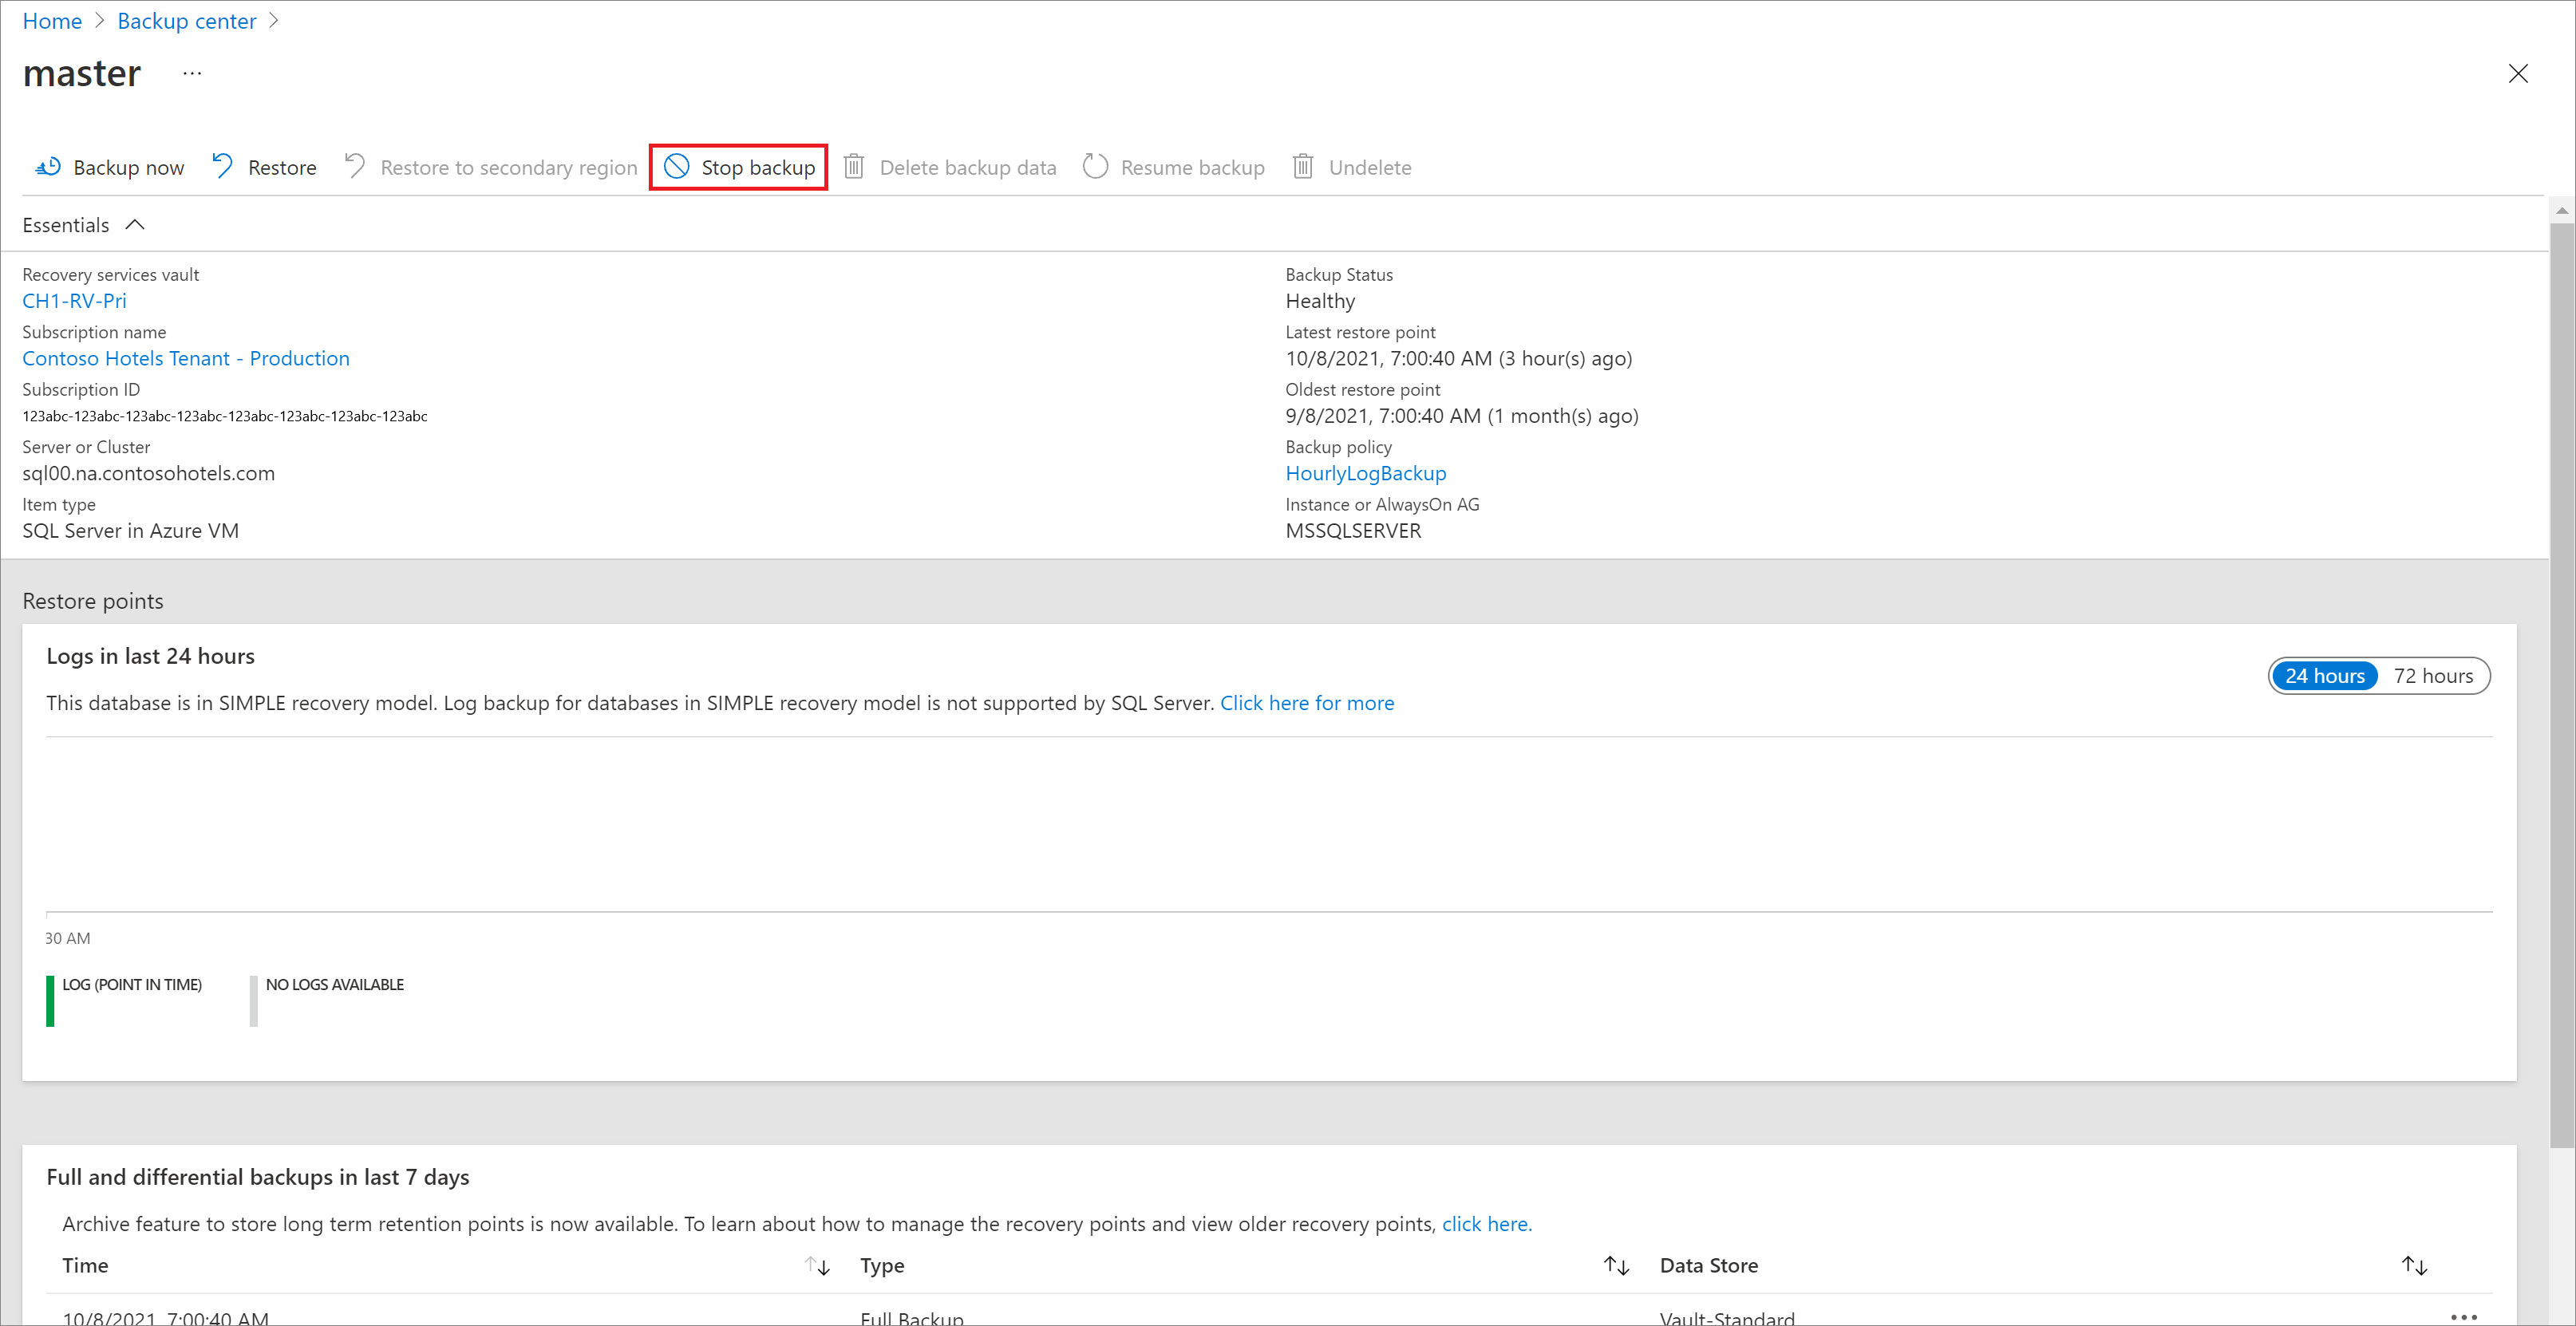 Home > Backup center >
master ...
Backup now Restore Restore to secondary region Stop backup Delete backup data Resume backup Undelete
Essentials
Recovery services vault
CH1-RV-Pri
Subscription name
Contoso Hotels Tenant - Production
Subscription ID
123abc-123abc-123abc-123abc-123abc-123abc-123abc-123abc
Server or Cluster
sql00.na.contosohotels.com
Item type
SQL Server in Azure VM
Backup Status
Healthy
Latest restore point
10/8/2021, 7:00:40 AM (3 hour(s) ago)
Oldest restore point
9/8/2021, 7:00:40 AM (1 month(s) ago)
Backup policy
HourlyLogBackup
Instance or AlwaysOn AG
MSSQLSERVER
Restore points
Logs in last 24 hours
24 hours 72 hours
This database is in SIMPLE recovery model. Log backup for databases in SIMPLE recovery model is not supported by SQL Server. Click here for more
30 AM
LOG (POINT IN TIME) NO LOGS AVAILABLE
Full and differential backups in last 7 days
Archive feature to store long term retention points is now available. To learn about how to manage the recovery points and view older recovery points, click here.
Time Type Data Store
10/8/2021, 7:00:40 AM Full Backup Vault-Standard ...